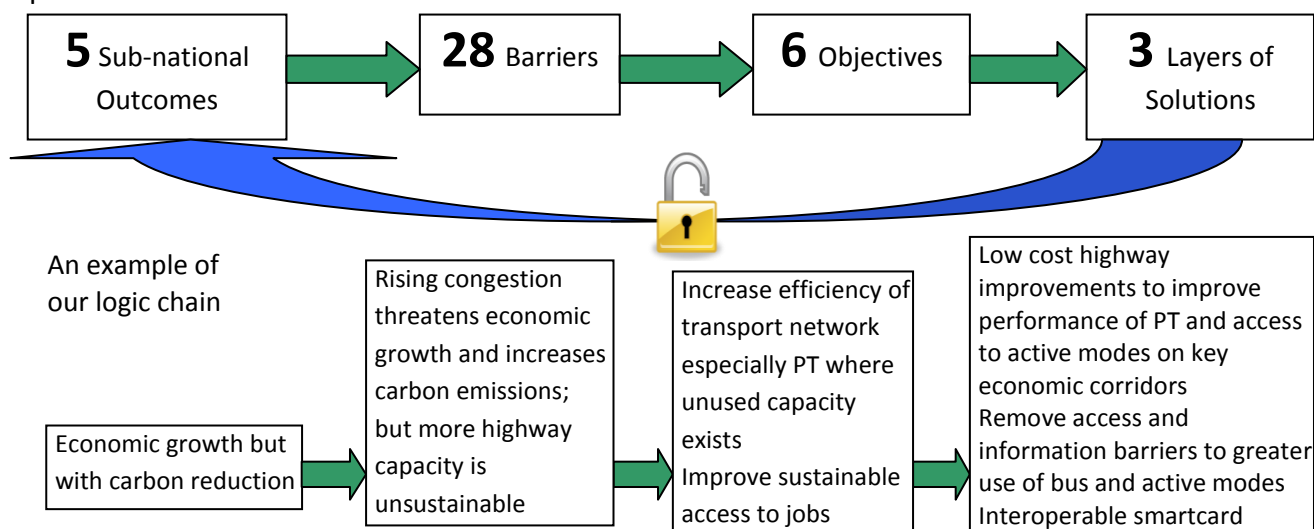 5 Sub-national
Outcomes
28 Barriers
6 Objectives
3 Layers of
Solutions
An example of
our logic chain
Economic growth but
with carbon reduction
Rising congestion
threatens economic
growth and increases
carbon emissions;
but more highway
capacity is
unsustainable
Increase efficiency of
transport network
especially PT where
unused capacity
exists
Improve sustainable
access to jobs
Low cost highway
improvements to improve
performance of PT and access
to active modes on key
economic corridors
Remove access and
information barriers to greater
use of bus and active modes
Interoperable smartcard